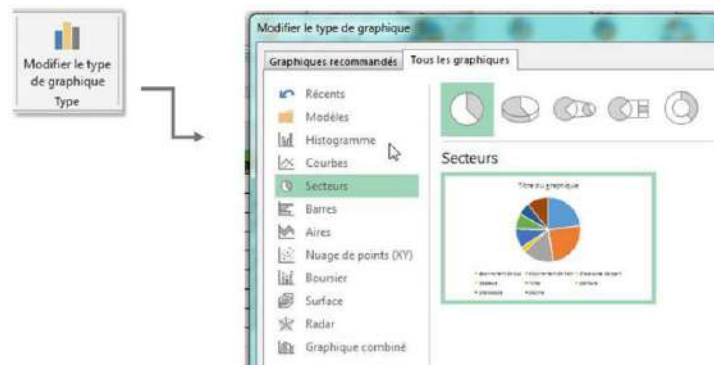 Modifier le type
de graphique
Type
Modifier le type de graphique
Graphiques recommandés
Tous les graphiques
Récents
Modèles
Histogramme
Courbes
Secteurs
Barres
Aires
Nuage de points (XY)
Boursier
Surface
Radar
Graphique combiné
Secteurs
Titre du graphique